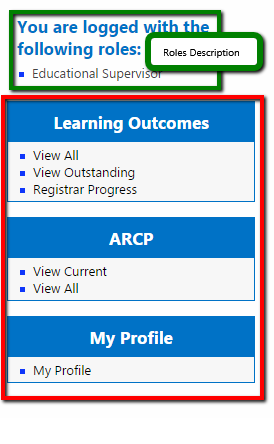 You are logged with the
following roles:
Roles Description
Educational Supervisor
Learning Outcomes
View All
View Outstanding
Registrar Progress
ARCP
View Current
View All
My Profile
My Profile